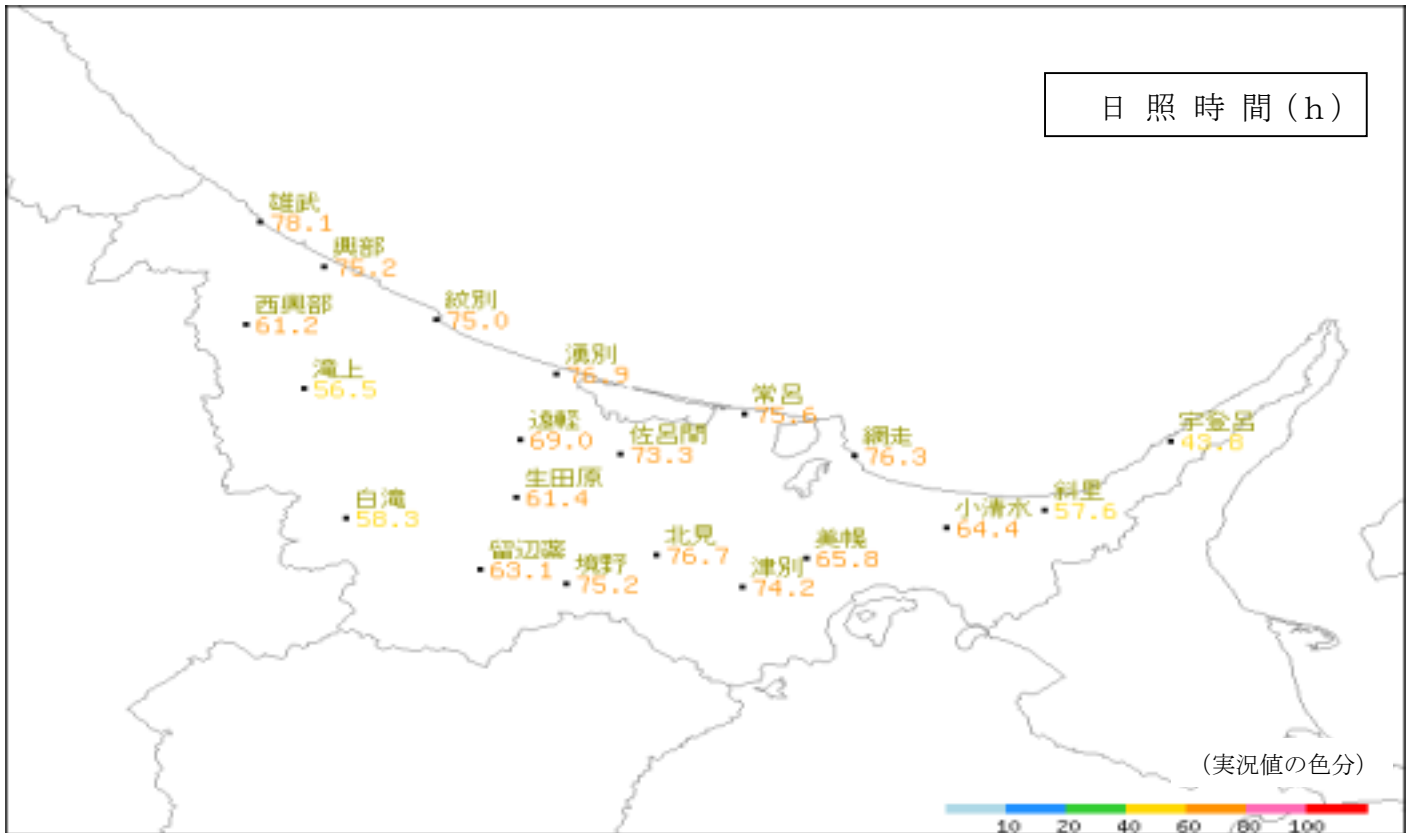 日照時間(h)
雄武
78.1
興部
75.2
西興部
61.2
紋別
75.0
滝上
56.5
湧別
76.9
常呂
75.6
遠軽
69.0
佐呂間
73.3
網走
76.3
宇登呂
43.8
生田原
61.4
白滝
58.3
斜里
57.6
小清水
64.4
北見
76.7
美幌
65.8
留辺蘂
63.1
境野
75.2
津別
74.2
(実況値の色分)
10 20 40 60 80 100